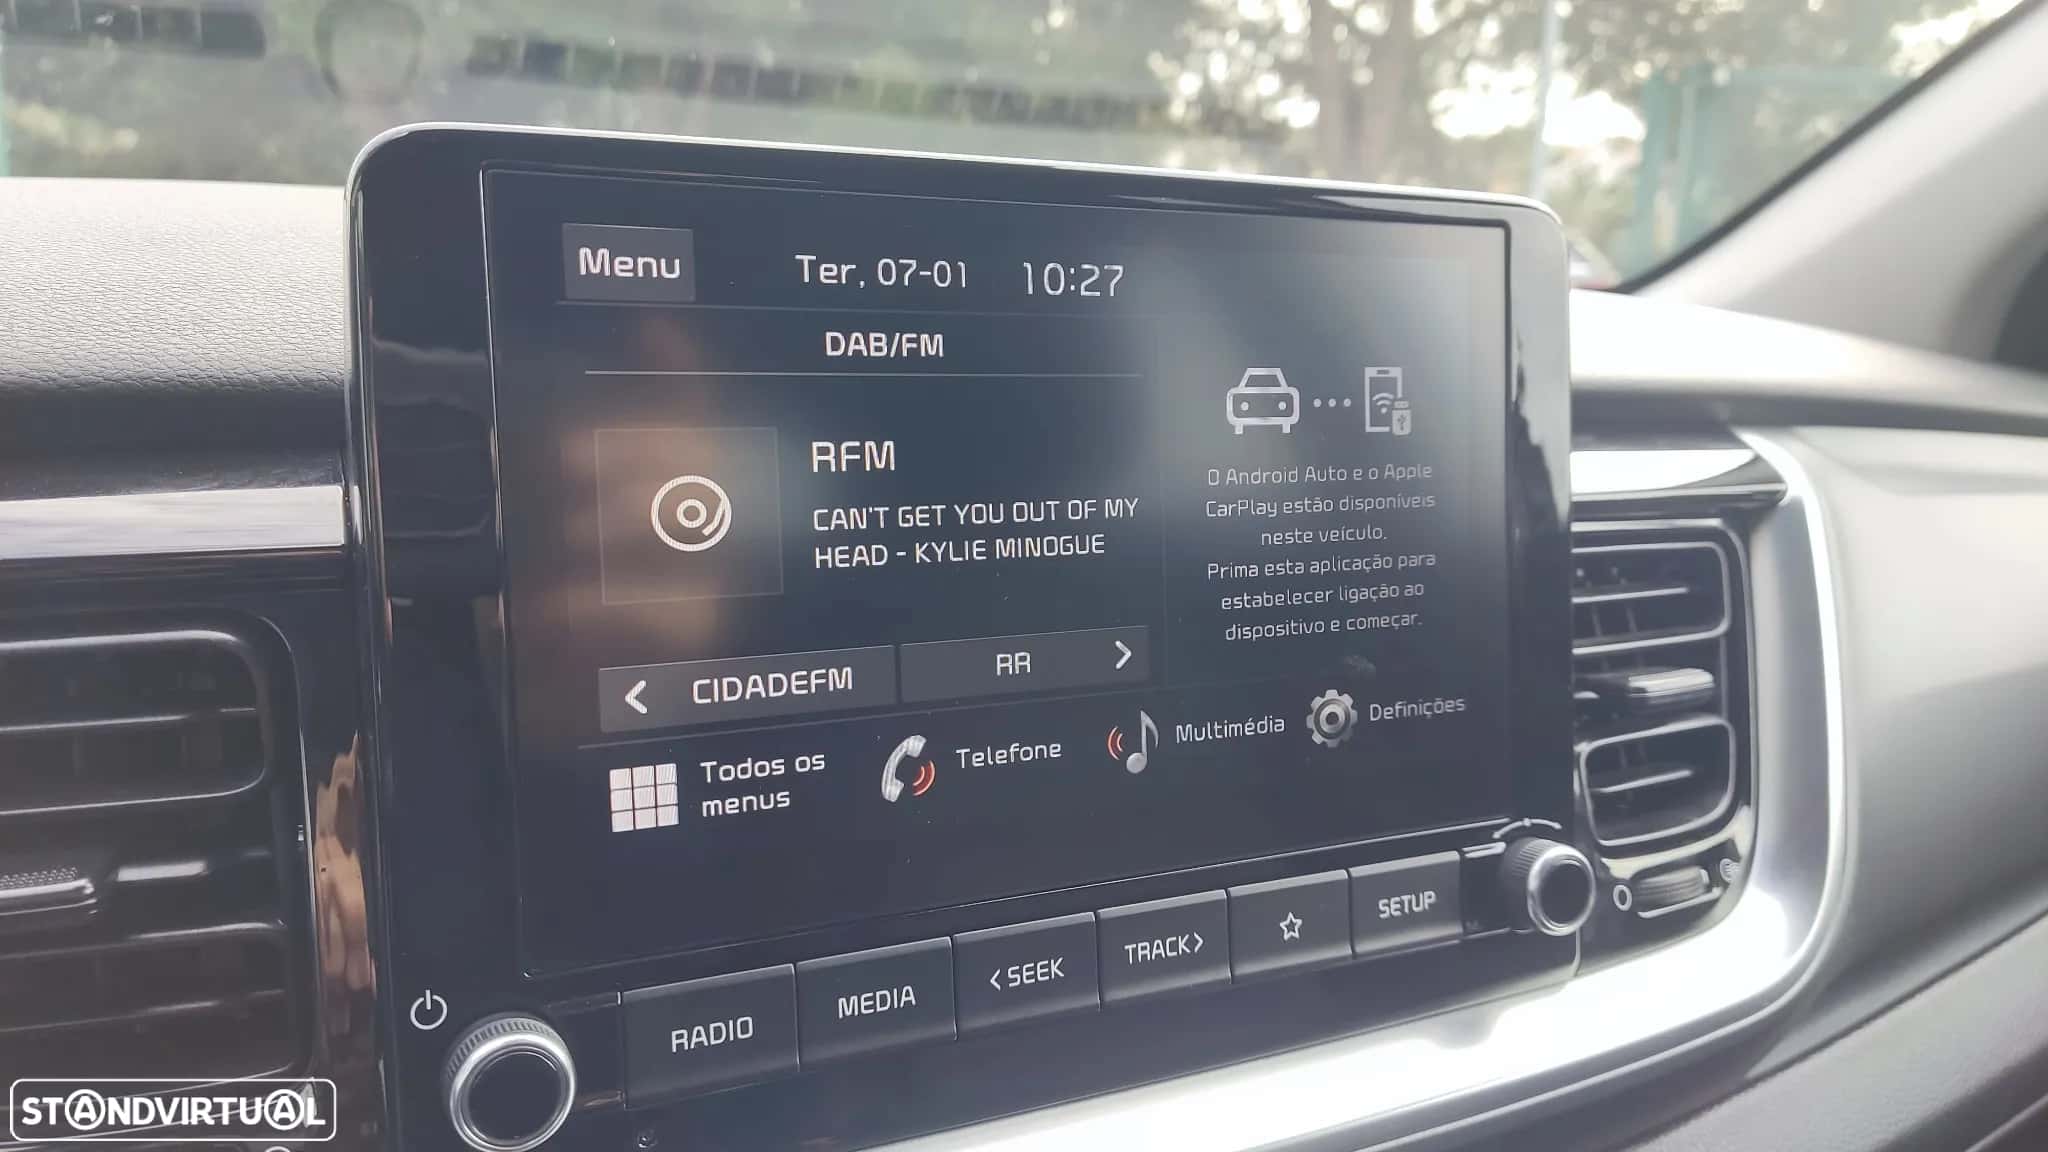 Menu
Ter, 07-01 10:27
DAB/FM
RFM
CAN'T GET YOU OUT OF MY
HEAD - KYLIE MINOGUE
CIDADEFM
RR
O Android Auto e o Apple
CarPlay estão disponíveis
neste veículo.
Prima esta aplicação para
estabelecer ligação ao
dispositivo e começar.
Todos os
menus
Telefone
Multimédia
Definições
RADIO
MEDIA
<SEEK
TRACK>
SETUP
0
STANDVIRTUAL